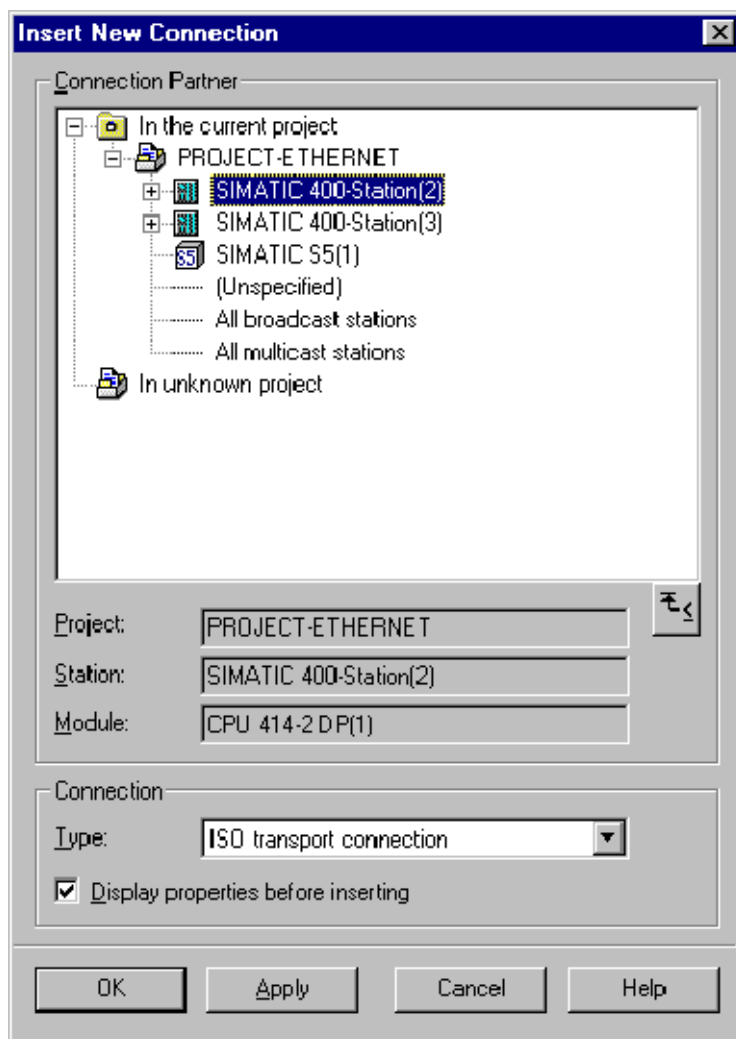 Insert New Connection
Connection Partner
In the current project
PROJECT-ETHERNET
SIMATIC 400-Station(2)
SIMATIC 400-Station(3)
S5 SIMATIC S5(1)
(Unspecified)
All broadcast stations
All multicast stations
In unknown project
Project: PROJECT-ETHERNET
Station: SIMATIC 400-Station(2)
Module: CPU 414-2 DP(1)
Connection
Type: ISO transport connection
Display properties before inserting
OK Apply Cancel Help